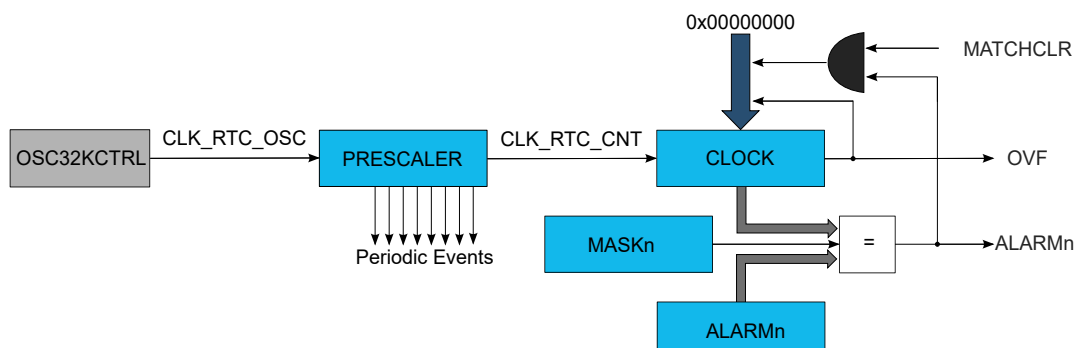 0x00000000
MATCHCLR
CLK_RTC_OSC
CLK_RTC_CNT
OSC32KCTRL
PRESCALER
CLOCK
OVF
Periodic Events
MASKn
=
ALARMn
ALARMn